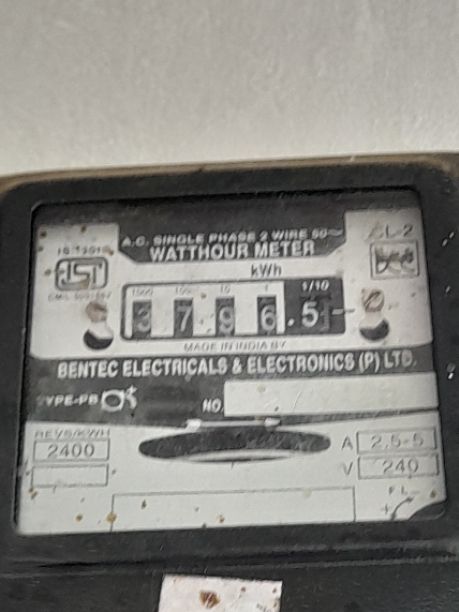 A.C. SINGLE PHASE 2 WIRE 50~
CL-2
WATTHOUR METER
ISI
kWh
1000 100 10 1 1/10
3 7 9 6 . 5
MADE IN INDIA BY
BENTEC ELECTRICALS & ELECTRONICS (P) LTD.
TYPE-PB
NO.
REVS/KWH
2400
A 2.5-5
V 240
F L